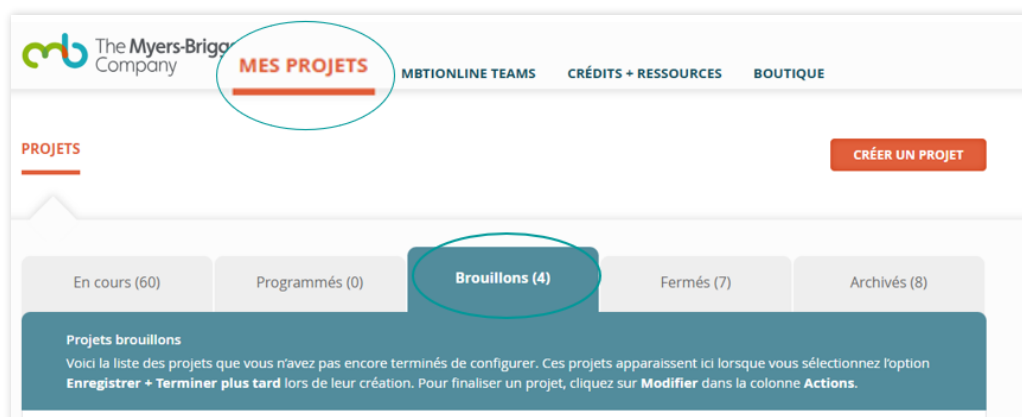 The Myers-Briggs
Company
MES PROJETS
MBTIONLINE TEAMS
CRÉDITS + RESSOURCES
BOUTIQUE
PROJETS
CRÉER UN PROJET
En cours (60)
Programmés (0)
Brouillons (4)
Fermés (7)
Archivés (8)
Projets brouillons
Voici la liste des projets que vous n’avez pas encore terminés de configurer. Ces projets apparaissent ici lorsque vous sélectionnez l’option
Enregistrer + Terminer plus tard lors de leur création. Pour finaliser un projet, cliquez sur Modifier dans la colonne Actions.